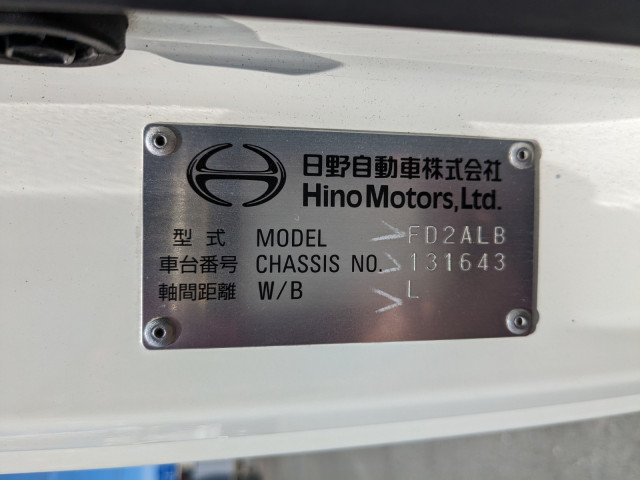 日野自動車株式会社
Hino Motors, Ltd.
型式 MODEL FD2ALB
車台番号 CHASSIS NO. 131643
軸間距離 W/B L